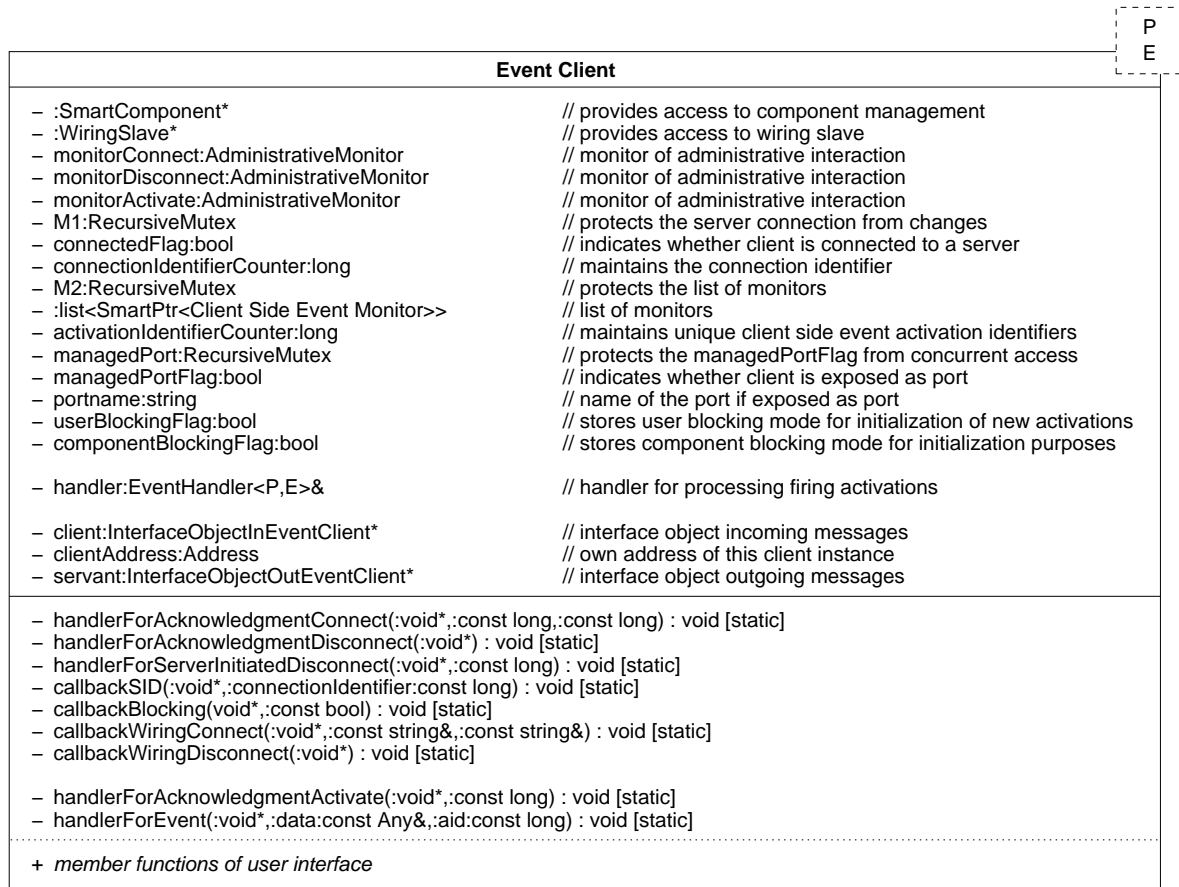 P
E
Event Client
– :SmartComponent* // provides access to component management
– :WiringSlave* // provides access to wiring slave
– monitorConnect:AdministrativeMonitor // monitor of administrative interaction
– monitorDisconnect:AdministrativeMonitor // monitor of administrative interaction
– monitorActivate:AdministrativeMonitor // monitor of administrative interaction
– M1:RecursiveMutex // protects the server connection from changes
– connectedFlag:bool // indicates whether client is connected to a server
– connectionIdentifierCounter:long // maintains the connection identifier
– M2:RecursiveMutex // protects the list of monitors
– :list<SmartPtr<Client Side Event Monitor>> // list of monitors
– activationIdentifierCounter:long // maintains unique client side event activation identifiers
– managedPort:RecursiveMutex // protects the managedPortFlag from concurrent access
– managedPortFlag:bool // indicates whether client is exposed as port
– portname:string // name of the port if exposed as port
– userBlockingFlag:bool // stores user blocking mode for initialization of new activations
– componentBlockingFlag:bool // stores component blocking mode for initialization purposes
– handler:EventHandler<P,E>& // handler for processing firing activations
– client:InterfaceObjectInEventClient* // interface object incoming messages
– clientAddress:Address // own address of this client instance
– servant:InterfaceObjectOutEventClient* // interface object outgoing messages
– handlerForAcknowledgmentConnect(:void*,:const long,:const long) : void [static]
– handlerForAcknowledgmentDisconnect(:void*) : void [static]
– handlerForServerInitiatedDisconnect(:void*,:const long) : void [static]
– callbackSID(:void*,:connectionIdentifier:const long) : void [static]
– callbackBlocking(void*,:const bool) : void [static]
– callbackWiringConnect(:void*,:const string&,:const string&) : void [static]
– callbackWiringDisconnect(:void*) : void [static]
– handlerForAcknowledgmentActivate(:void*,:const long) : void [static]
– handlerForEvent(:void*,:data:const Any&,:aid:const long) : void [static]
+ member functions of user interface